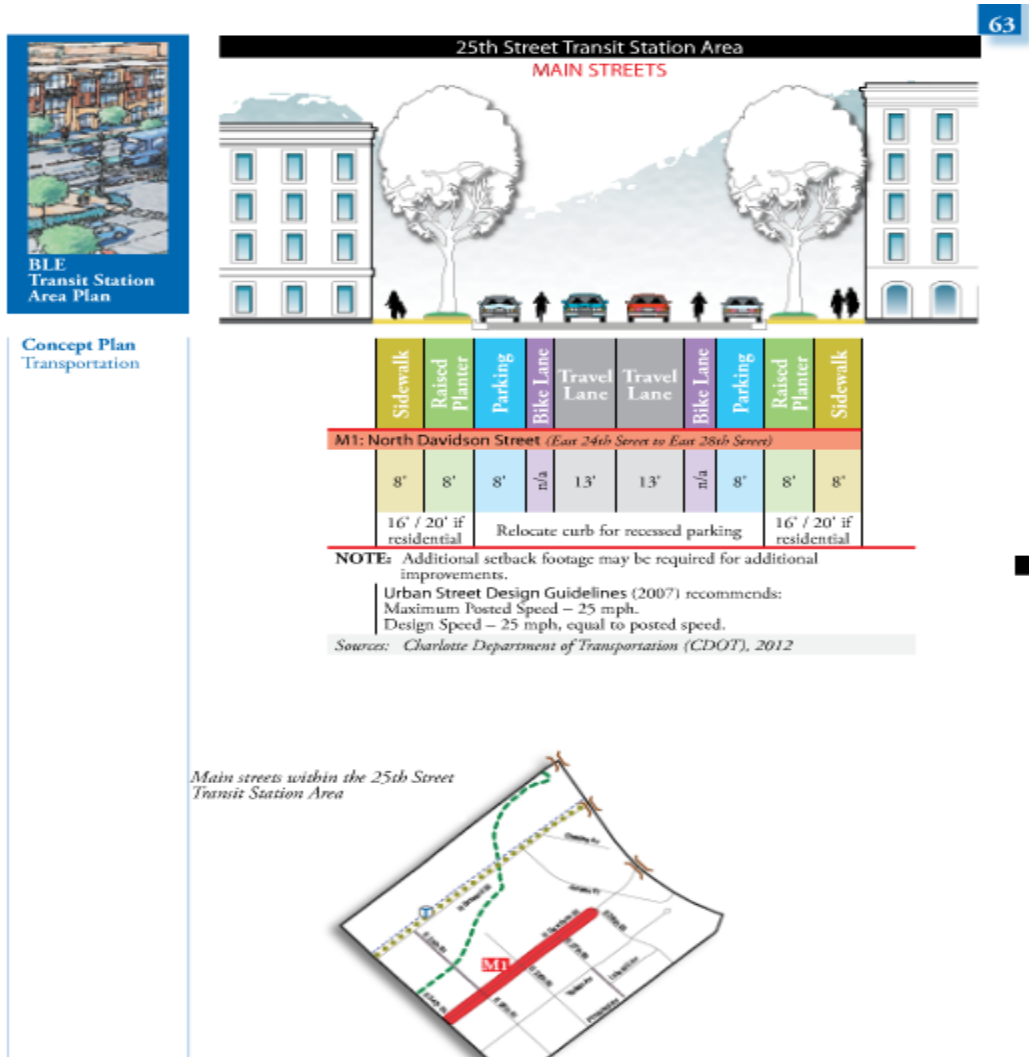 63
25th Street Transit Station Area
MAIN STREETS
BLE
Transit Station
Area Plan
Concept Plan
Transportation
Sidewalk
Raised
Planter
Parking
Bike Lane
Travel
Lane
Travel
Lane
Bike Lane
Parking
Raised
Planter
Sidewalk
M1: North Davidson Street (East 24th Street to East 28th Street)
8' 8' 8' n/a 13' 13' n/a 8' 8' 8'
16' / 20' if
residential
Relocate curb for recessed parking
16' / 20' if
residential
NOTE: Additional setback footage may be required for additional
improvements.
Urban Street Design Guidelines (2007) recommends:
Maximum Posted Speed – 25 mph.
Design Speed – 25 mph, equal to posted speed.
Sources: Charlotte Department of Transportation (CDOT), 2012
Main streets within the 25th Street
Transit Station Area
T
M1